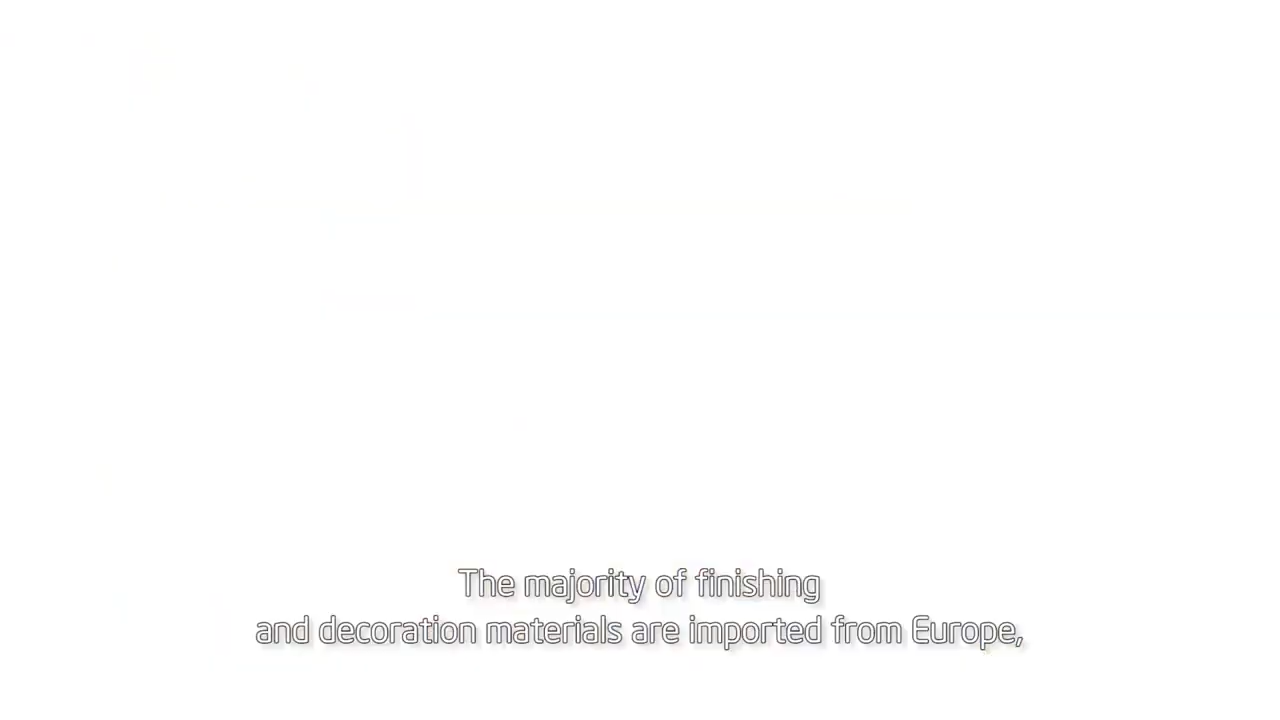 The majority of finishing
and decoration materials are imported from Europe,